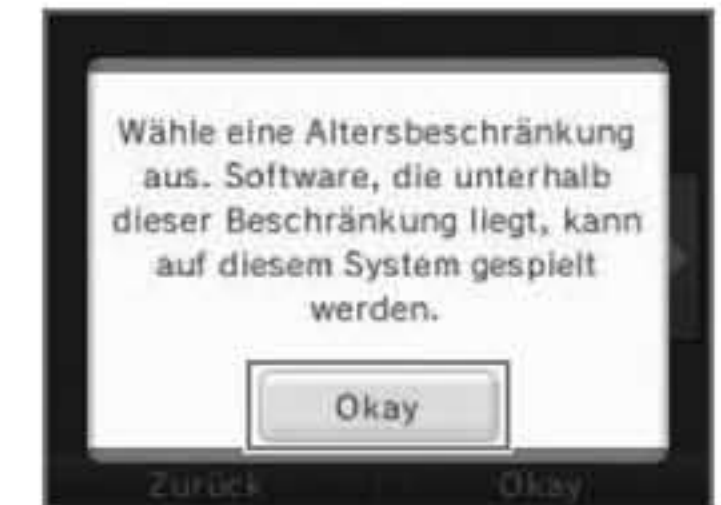 Wähle eine Altersbeschränkung
aus. Software, die unterhalb
dieser Beschränkung liegt, kann
auf diesem System gespielt
werden.
Okay
Zurück Okay